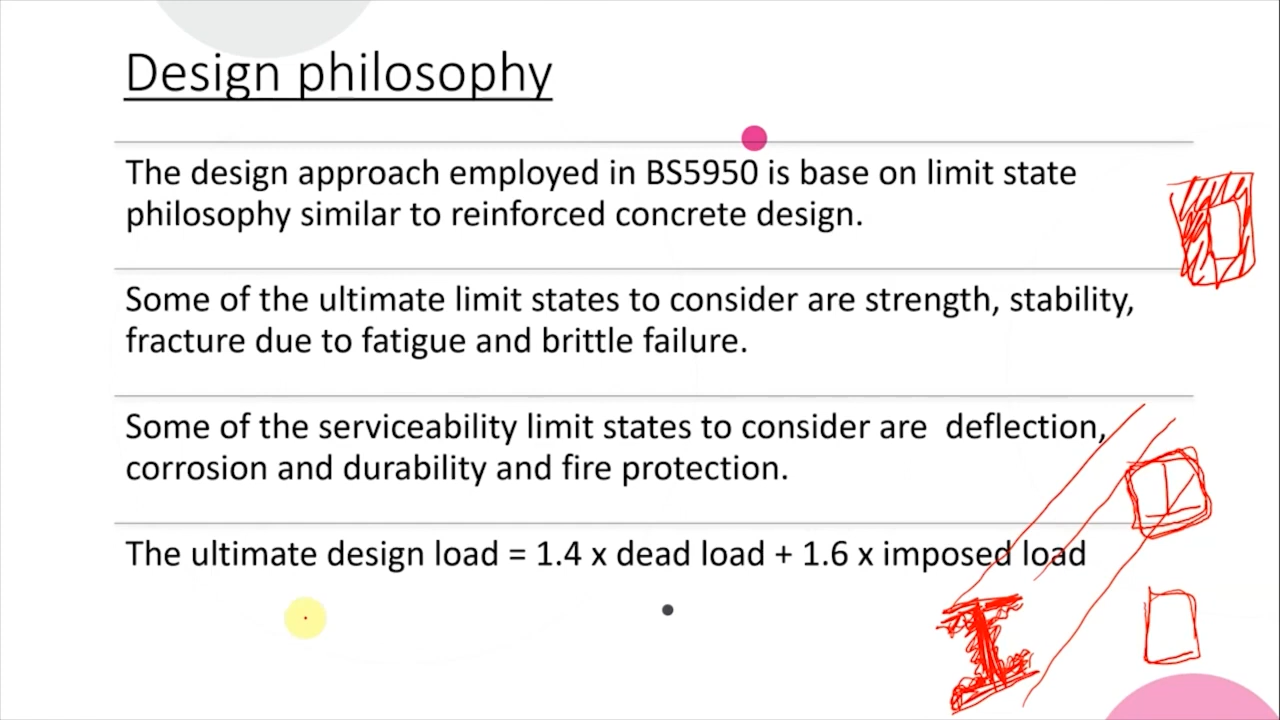 Design philosophy
The design approach employed in BS5950 is base on limit state
philosophy similar to reinforced concrete design.
Some of the ultimate limit states to consider are strength, stability,
fracture due to fatigue and brittle failure.
Some of the serviceability limit states to consider are  deflection,
corrosion and durability and fire protection.
The ultimate design load = 1.4 x dead load + 1.6 x imposed load